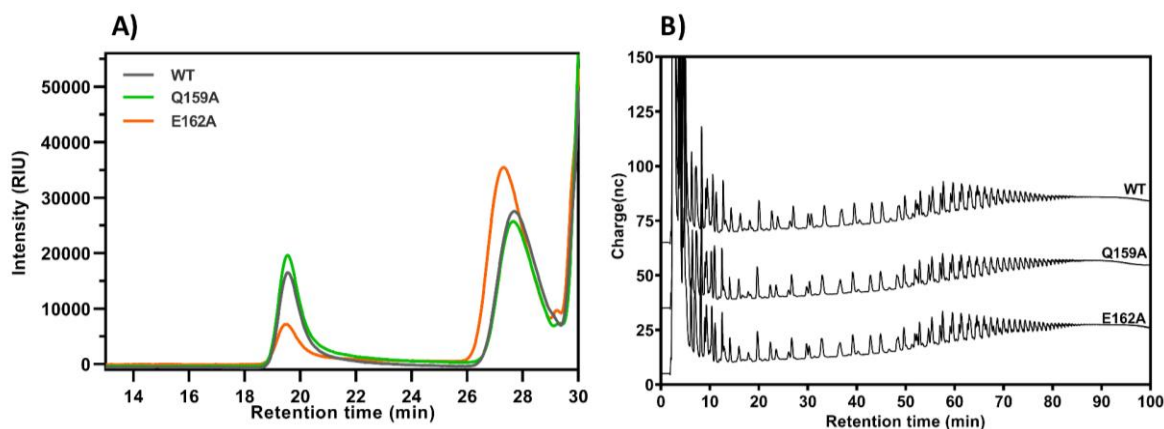 A)
Intensity (RIU)
50000
40000
30000
20000
10000
0
WT
Q159A
E162A
14 16 18 20 22 24 26 28 30
Retention time (min)
B)
Charge(nc)
150
125
100
75
50
25
0
WT
Q159A
E162A
0 10 20 30 40 50 60 70 80 90 100
Retention time (min)